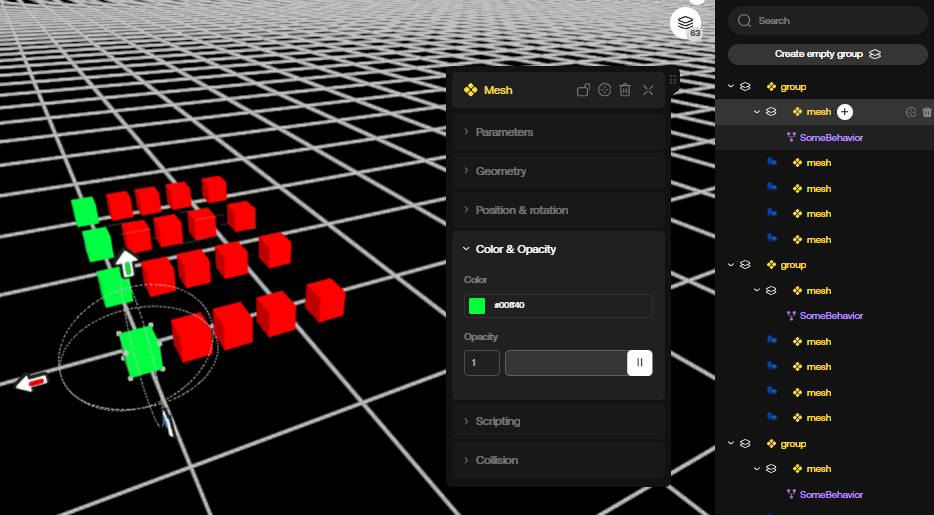 63
Mesh
Parameters
Geometry
Position & rotation
Color & Opacity
Color
#00ff40
Opacity
1
Scripting
Collision
Search
Create empty group
group
mesh
SomeBehavior
mesh
mesh
mesh
mesh
group
mesh
SomeBehavior
mesh
mesh
mesh
mesh
group
mesh
SomeBehavior